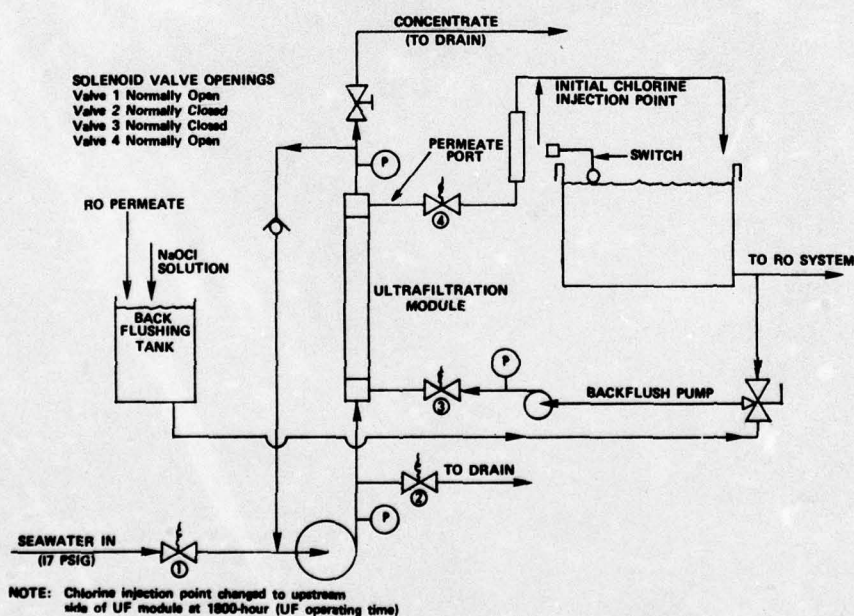 CONCENTRATE
(TO DRAIN)
SOLENOID VALVE OPENINGS
Valve 1 Normally Open
Valve 2 Normally Closed
Valve 3 Normally Closed
Valve 4 Normally Open
INITIAL CHLORINE
INJECTION POINT
PERMEATE
PORT
P
SWITCH
④
RO PERMEATE
NaOCl
SOLUTION
BACK
FLUSHING
TANK
ULTRAFILTRATION
MODULE
TO RO SYSTEM
P
③
BACKFLUSH PUMP
TO DRAIN
②
P
SEAWATER IN
(17 PSIG)
①
NOTE: Chlorine injection point changed to upstream
side of UF module at 1800-hour (UF operating time)